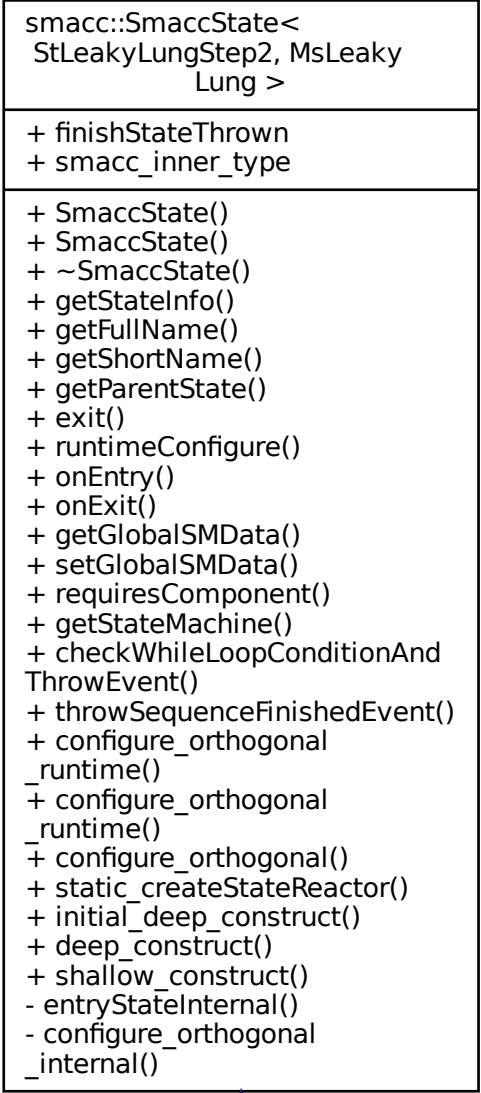 smacc::SmaccState<
StLeakyLungStep2, MsLeaky
Lung >
+ finishStateThrown
+ smacc_inner_type
+ SmaccState()
+ SmaccState()
+ ~SmaccState()
+ getStateInfo()
+ getFullName()
+ getShortName()
+ getParentState()
+ exit()
+ runtimeConfigure()
+ onEntry()
+ onExit()
+ getGlobalSMData()
+ setGlobalSMData()
+ requiresComponent()
+ getStateMachine()
+ checkWhileLoopConditionAnd
ThrowEvent()
+ throwSequenceFinishedEvent()
+ configure_orthogonal
_runtime()
+ configure_orthogonal
_runtime()
+ configure_orthogonal()
+ static_createStateReactor()
+ initial_deep_construct()
+ deep_construct()
+ shallow_construct()
- entryStateInternal()
- configure_orthogonal
_internal()